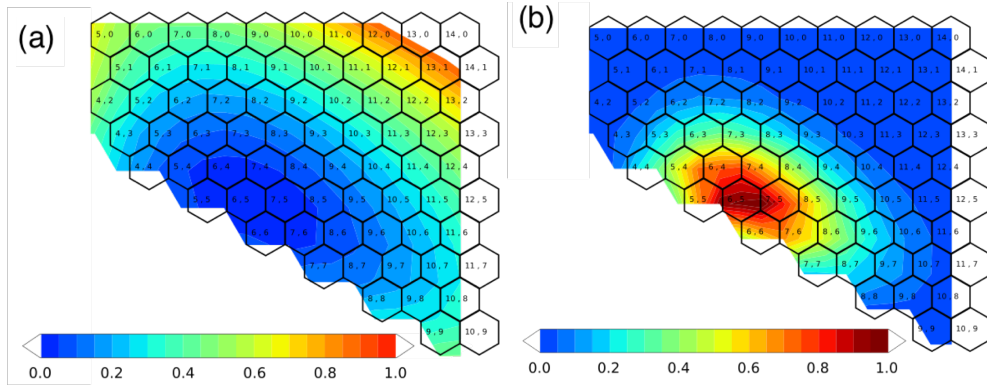 (a)
5, 0 6, 0 7, 0 8, 0 9, 0 10, 0 11, 0 12, 0 13, 0 14, 0
5, 1 6, 1 7, 1 8, 1 9, 1 10, 1 11, 1 12, 1 13, 1 14, 1
4, 2 5, 2 6, 2 7, 2 8, 2 9, 2 10, 2 11, 2 12, 2 13, 2
4, 3 5, 3 6, 3 7, 3 8, 3 9, 3 10, 3 11, 3 12, 3 13, 3
4, 4 5, 4 6, 4 7, 4 8, 4 9, 4 10, 4 11, 4 12, 4
5, 5 6, 5 7, 5 8, 5 9, 5 10, 5 11, 5 12, 5
6, 6 7, 6 8, 6 9, 6 10, 6 11, 6
7, 7 8, 7 9, 7 10, 7 11, 7
8, 8 9, 8 10, 8
9, 9 10, 9
0.0 0.2 0.4 0.6 0.8 1.0
(b)
5, 0 6, 0 7, 0 8, 0 9, 0 10, 0 11, 0 12, 0 13, 0 14, 0
5, 1 6, 1 7, 1 8, 1 9, 1 10, 1 11, 1 12, 1 13, 1 14, 1
4, 2 5, 2 6, 2 7, 2 8, 2 9, 2 10, 2 11, 2 12, 2 13, 2
4, 3 5, 3 6, 3 7, 3 8, 3 9, 3 10, 3 11, 3 12, 3 13, 3
4, 4 5, 4 6, 4 7, 4 8, 4 9, 4 10, 4 11, 4 12, 4
5, 5 6, 5 7, 5 8, 5 9, 5 10, 5 11, 5 12, 5
6, 6 7, 6 8, 6 9, 6 10, 6 11, 6
7, 7 8, 7 9, 7 10, 7 11, 7
8, 8 9, 8 10, 8
9, 9 10, 9
0.0 0.2 0.4 0.6 0.8 1.0